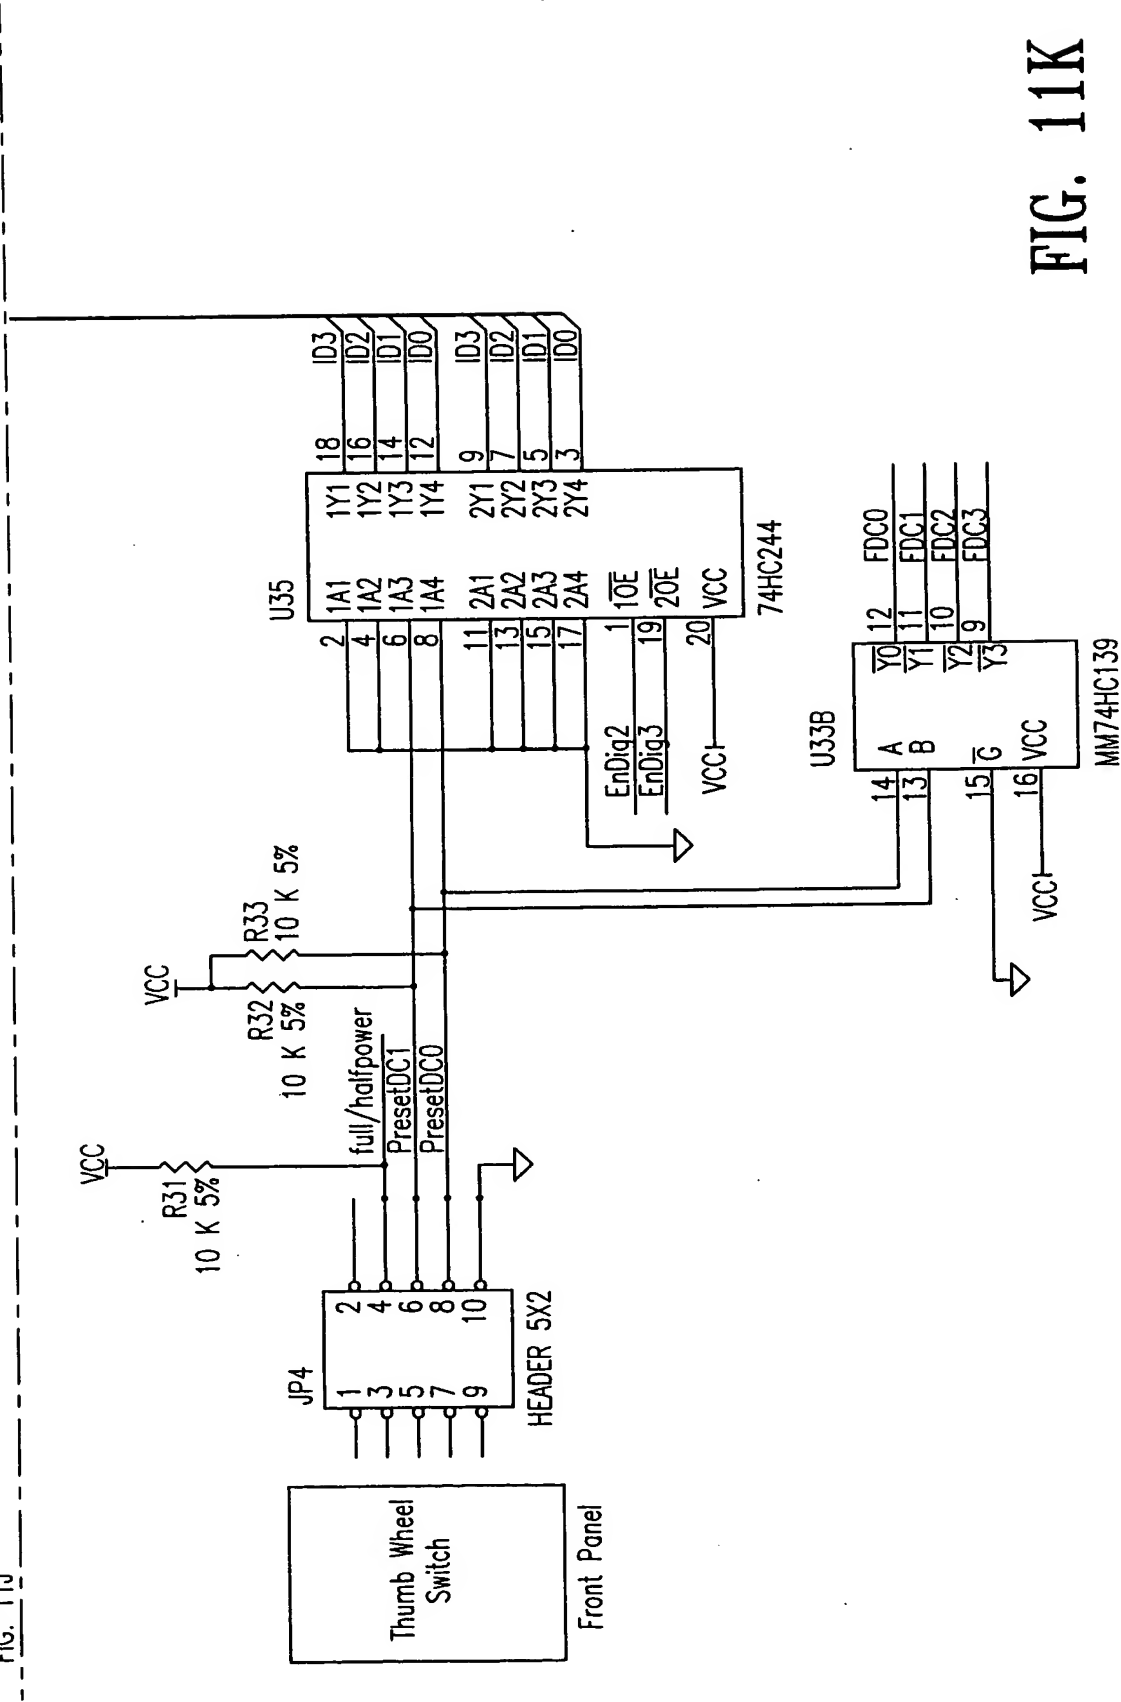 FIG. 11J
FIG. 11K
VCC
R31
10 K 5%
VCC
R32
10 K 5%
R33
10 K 5%
full/halfpower
PresetDC1
PresetDC0
Thumb Wheel
Switch
Front Panel
JP4
1 2
3 4
5 6
7 8
9 10
HEADER 5X2
U35
2 1A1 1Y1 18 ID3
4 1A2 1Y2 16 ID2
6 1A3 1Y3 14 ID1
8 1A4 1Y4 12 ID0
11 2A1 2Y1 9 ID3
13 2A2 2Y2 7 ID2
15 2A3 2Y3 5 ID1
17 2A4 2Y4 3 ID0
EnDig2 1 1OE
EnDig3 19 2OE
VCC 20 VCC
74HC244
U33B
14 A Y0 12 FDC0
13 B Y1 11 FDC1
Y2 10 FDC2
15 G Y3 9 FDC3
VCC 16 VCC
MM74HC139